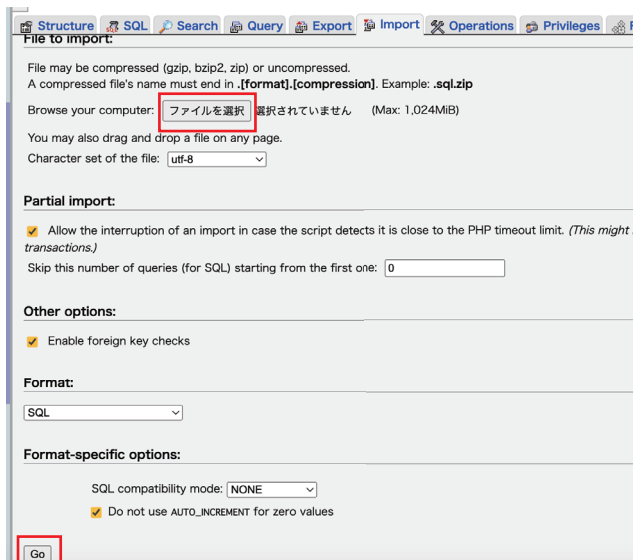 Structure SQL Search Query Export Import Operations Privileges
File to import:
File may be compressed (gzip, bzip2, zip) or uncompressed.
A compressed file's name must end in .[format].[compression]. Example: .sql.zip
Browse your computer: ファイルを選択 選択されていません (Max: 1,024MiB)
You may also drag and drop a file on any page.
Character set of the file: utf-8
Partial import:
Allow the interruption of an import in case the script detects it is close to the PHP timeout limit. (This might
transactions.)
Skip this number of queries (for SQL) starting from the first one: 0
Other options:
Enable foreign key checks
Format:
SQL
Format-specific options:
SQL compatibility mode: NONE
Do not use AUTO_INCREMENT for zero values
Go